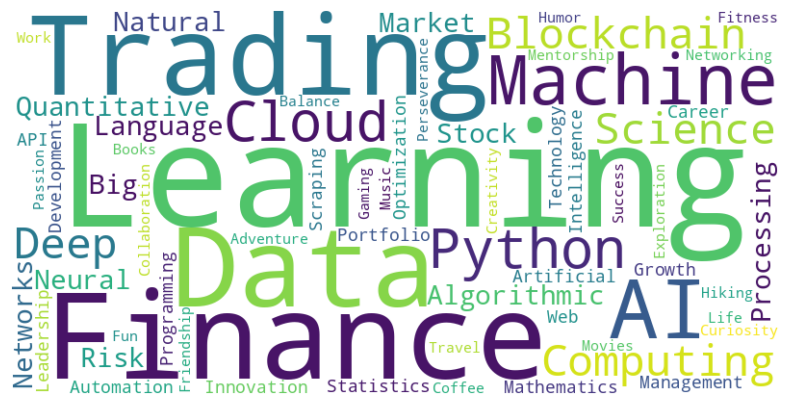 Trading
Natural
Market
Humor
Fitness
Work
Blockchain
Mentorship
Networking
Perseverance
Machine
Quantitative
Balance
Cloud
Language
Stock
Optimization
Career
Science
API
Development
Passion
Books
Learning
Scraping
Gaming
Music
Creativity
Technology
Intelligence
Success
Exploration
Processing
Big
Collaboration
Deep
Data
Adventure
Portfolio
Python
Neural
Networks
Artificial
Growth
AI
Hiking
Algorithmic
Web
Life
Curiosity
Programming
Finance
Leadership
Fun
Risk
Friendship
Travel
Movies
Computing
Automation
Innovation
Statistics
Coffee
Mathematics
Management